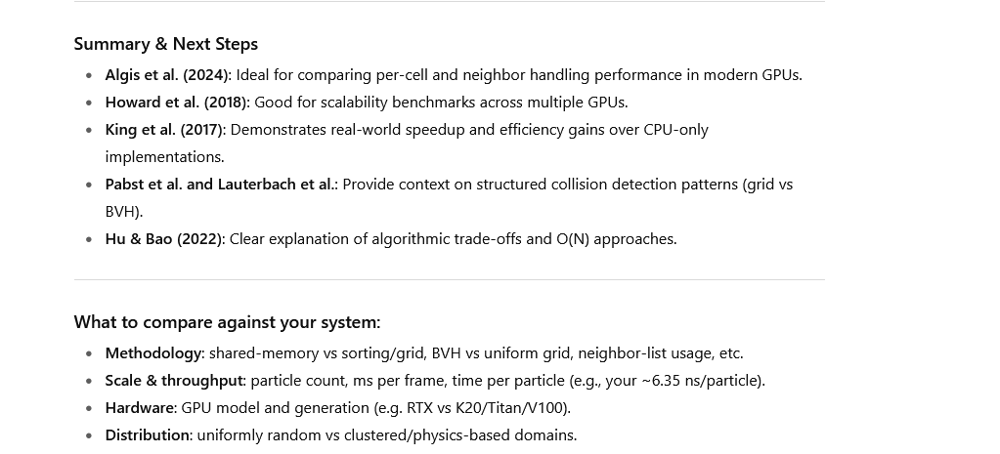 Summary & Next Steps
• Algis et al. (2024): Ideal for comparing per-cell and neighbor handling performance in modern GPUs.
• Howard et al. (2018): Good for scalability benchmarks across multiple GPUs.
• King et al. (2017): Demonstrates real-world speedup and efficiency gains over CPU-only
implementations.
• Pabst et al. and Lauterbach et al.: Provide context on structured collision detection patterns (grid vs
BVH).
• Hu & Bao (2022): Clear explanation of algorithmic trade-offs and O(N) approaches.
What to compare against your system:
• Methodology: shared-memory vs sorting/grid, BVH vs uniform grid, neighbor-list usage, etc.
• Scale & throughput: particle count, ms per frame, time per particle (e.g., your ~6.35 ns/particle).
• Hardware: GPU model and generation (e.g. RTX vs K20/Titan/V100).
• Distribution: uniformly random vs clustered/physics-based domains.